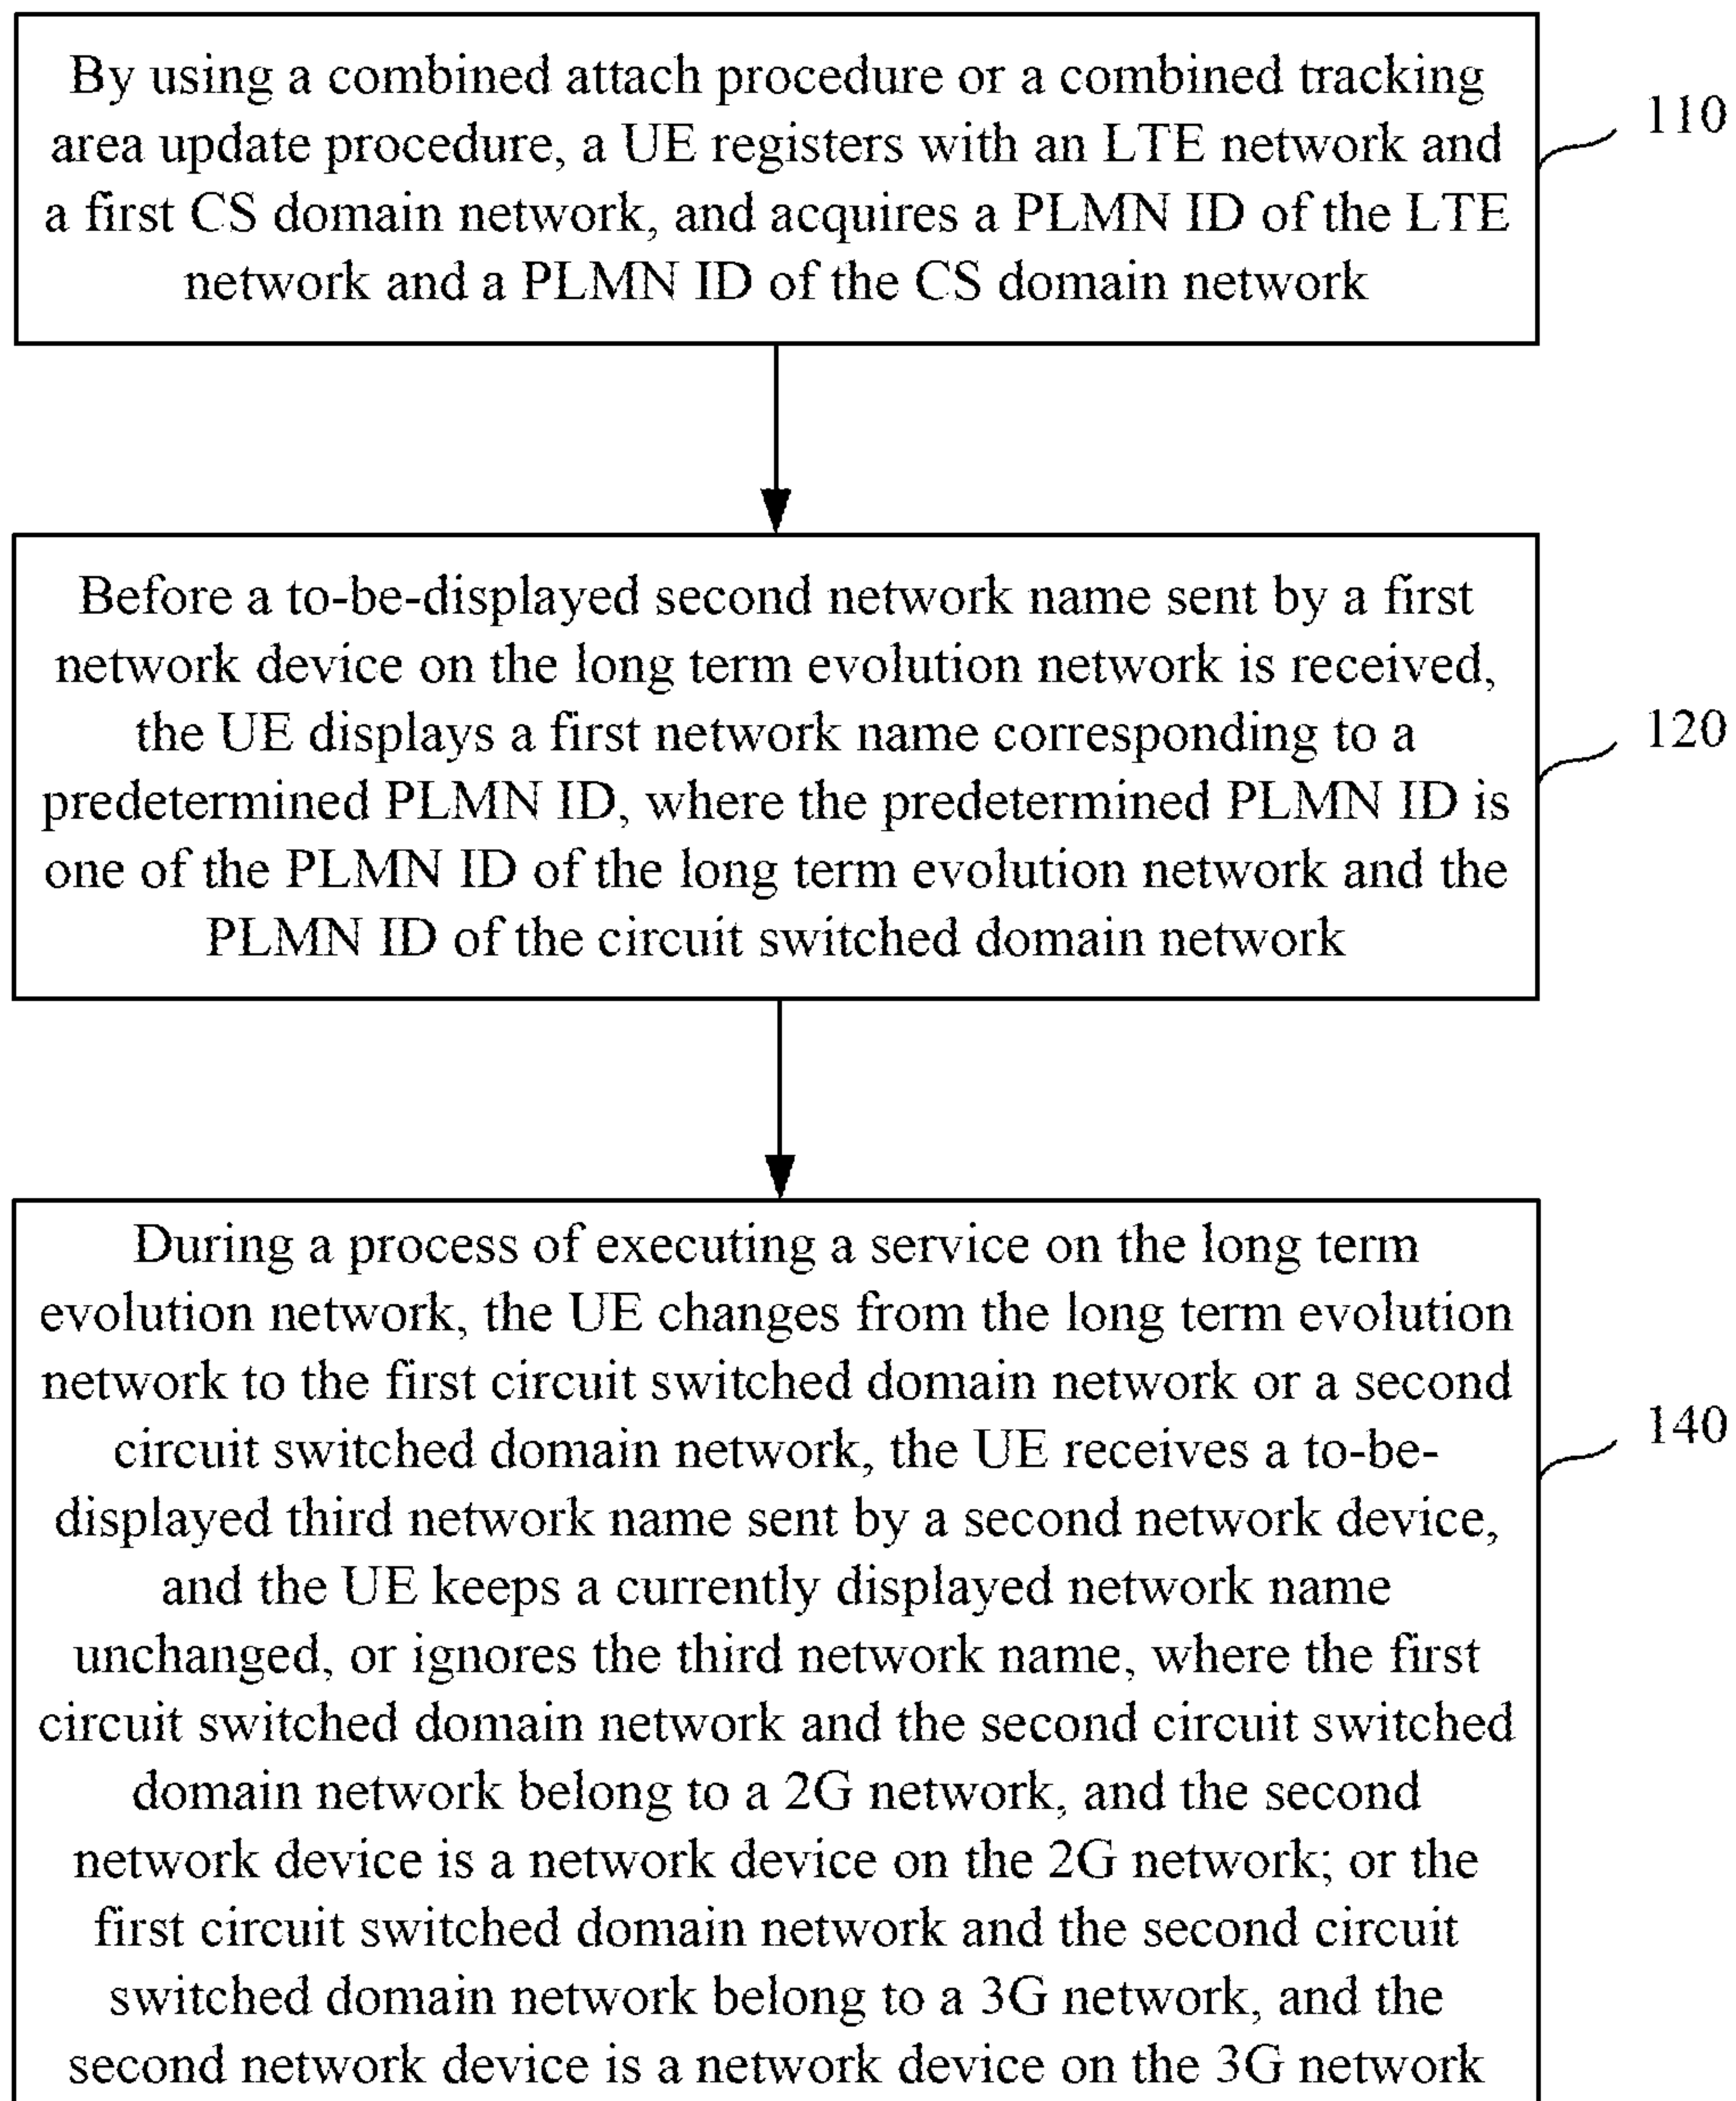 By using a combined attach procedure or a combined tracking
area update procedure, a UE registers with an LTE network and
a first CS domain network, and acquires a PLMN ID of the LTE
network and a PLMN ID of the CS domain network
110
Before a to-be-displayed second network name sent by a first
network device on the long term evolution network is received,
the UE displays a first network name corresponding to a
predetermined PLMN ID, where the predetermined PLMN ID is
one of the PLMN ID of the long term evolution network and the
PLMN ID of the circuit switched domain network
120
During a process of executing a service on the long term
evolution network, the UE changes from the long term evolution
network to the first circuit switched domain network or a second
circuit switched domain network, the UE receives a to-be-
displayed third network name sent by a second network device,
and the UE keeps a currently displayed network name
unchanged, or ignores the third network name, where the first
circuit switched domain network and the second circuit switched
domain network belong to a 2G network, and the second
network device is a network device on the 2G network; or the
first circuit switched domain network and the second circuit
switched domain network belong to a 3G network, and the
second network device is a network device on the 3G network
140